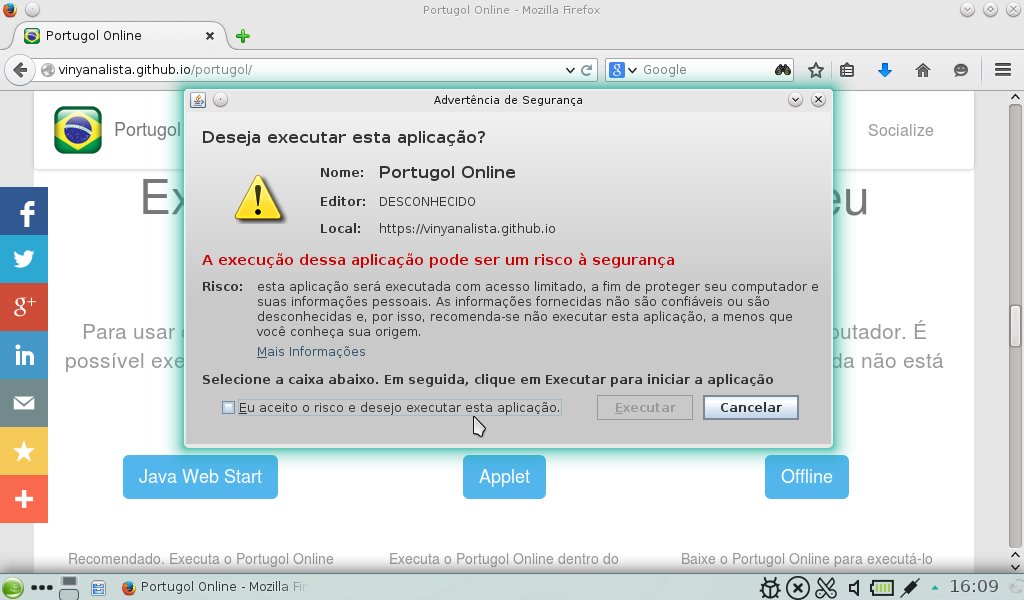 Portugol Online - Mozilla Firefox
Portugol Online
vinyanalista.github.io/portugol/
Google
Portugol
Socialize
Advertência de Segurança
Deseja executar esta aplicação?
Nome: Portugol Online
Editor: DESCONHECIDO
Local: https://vinyanalista.github.io
A execução dessa aplicação pode ser um risco à segurança
Risco: esta aplicação será executada com acesso limitado, a fim de proteger seu computador e
suas informações pessoais. As informações fornecidas não são confiáveis ou são
desconhecidas e, por isso, recomenda-se não executar esta aplicação, a menos que
você conheça sua origem.
Mais Informações
Selecione a caixa abaixo. Em seguida, clique em Executar para iniciar a aplicação
Eu aceito o risco e desejo executar esta aplicação.
Executar
Cancelar
Ex
eu
Para usar
putador. É
possível exe
da não está
Java Web Start
Applet
Offline
Recomendado. Executa o Portugol Online
Executa o Portugol Online dentro do
Baixe o Portugol Online para executá-lo
Portugol Online - Mozilla Fir
16:09